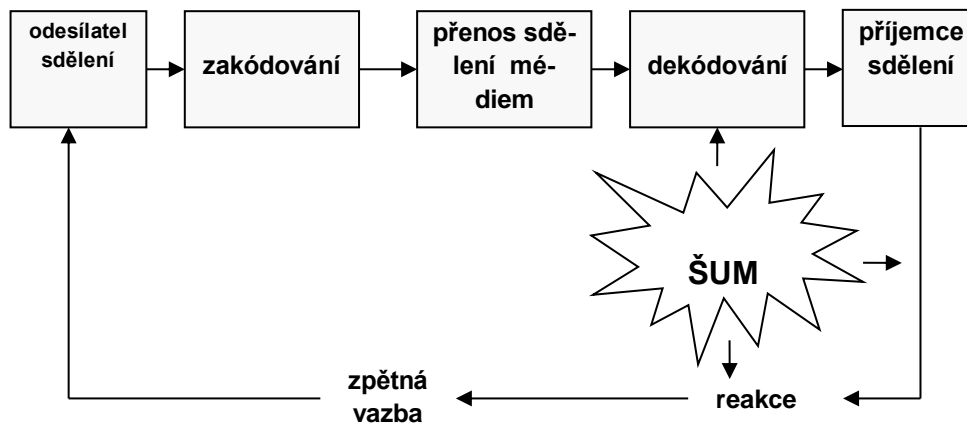 odesílatel
sdělení
zakódování
přenos sdě-
lení mé-
diem
dekódování
příjemce
sdělení
ŠUM
zpětná
vazba
reakce